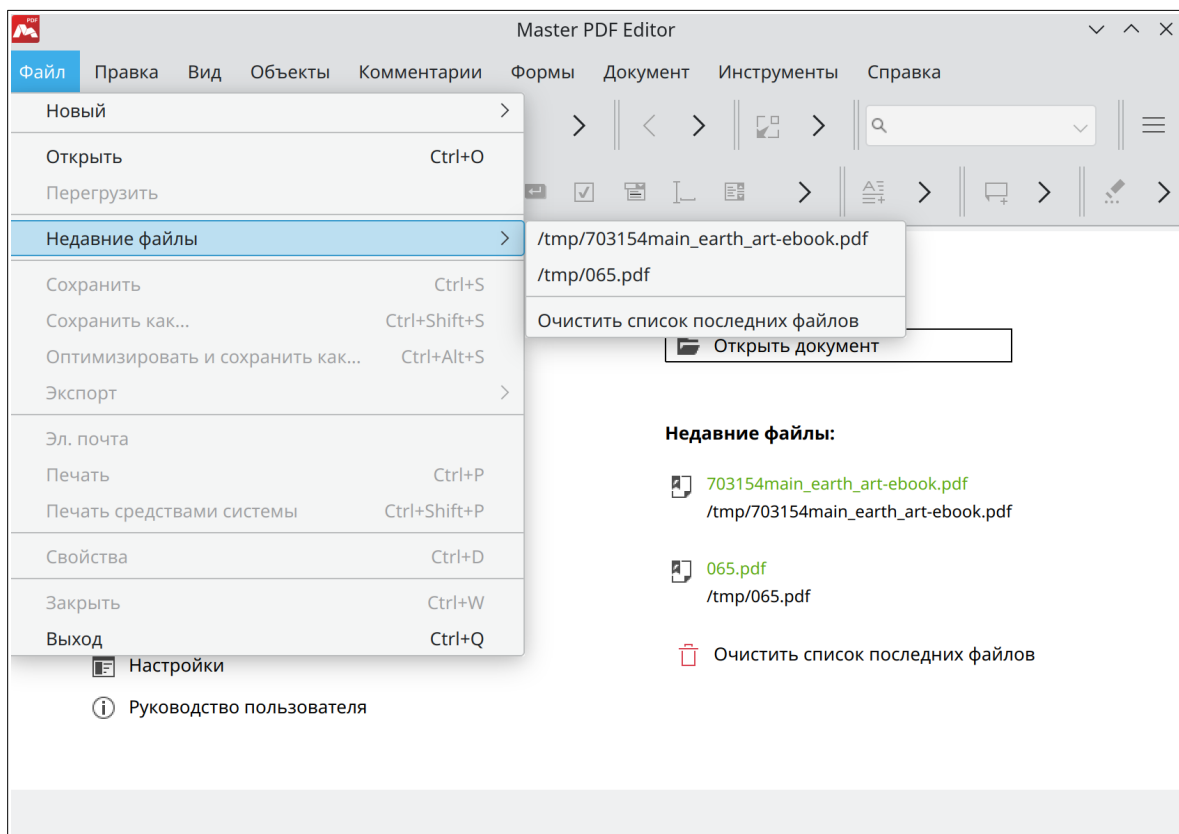 PDF
Master PDF Editor
Файл Правка Вид Объекты Комментарии Формы Документ Инструменты Справка
Новый
Открыть Ctrl+O
Перегрузить
Недавние файлы
Сохранить Ctrl+S
Сохранить как... Ctrl+Shift+S
Оптимизировать и сохранить как... Ctrl+Alt+S
Экспорт
Эл. почта
Печать Ctrl+P
Печать средствами системы Ctrl+Shift+P
Свойства Ctrl+D
Закрыть Ctrl+W
Выход Ctrl+Q
/tmp/703154main_earth_art-ebook.pdf
/tmp/065.pdf
Очистить список последних файлов
Открыть документ
Недавние файлы:
703154main_earth_art-ebook.pdf
/tmp/703154main_earth_art-ebook.pdf
065.pdf
/tmp/065.pdf
Очистить список последних файлов
Настройки
Руководство пользователя